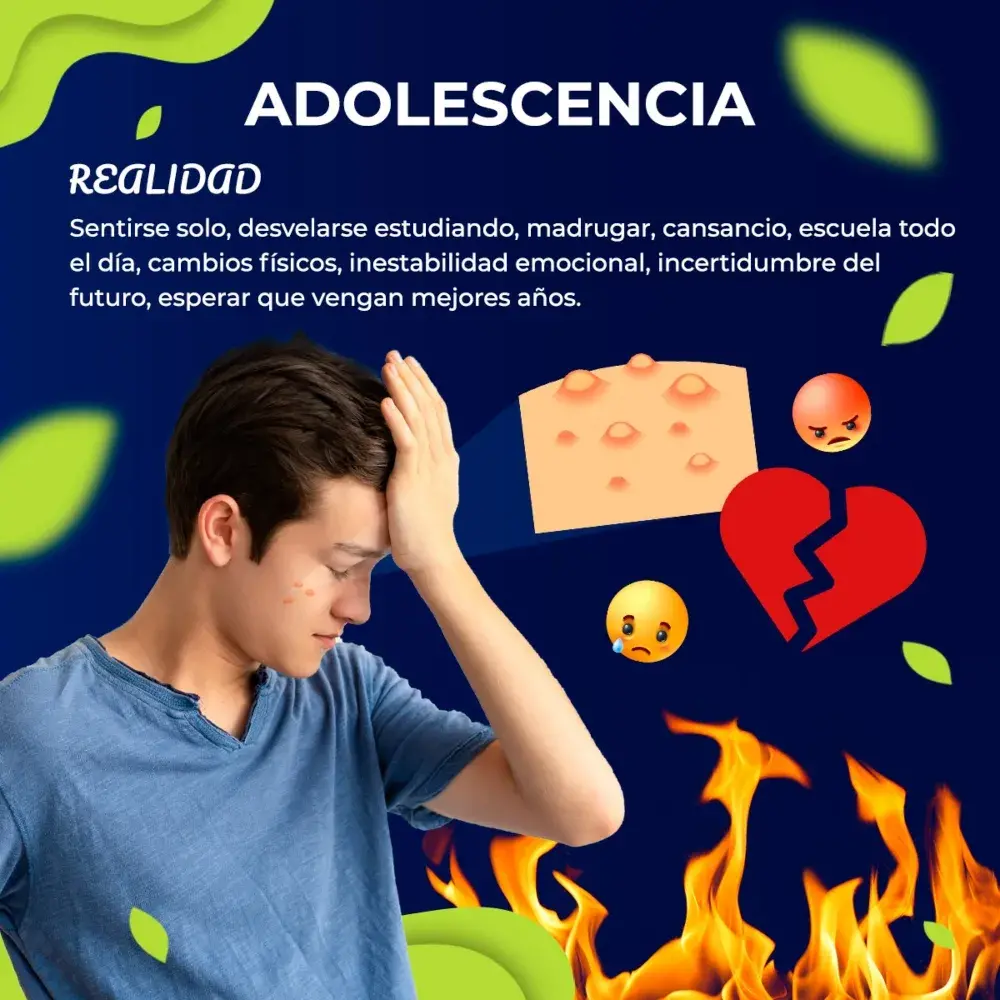 ADOLESCENCIA
REALIDAD
Sentirse solo, desvelarse estudiando, madrugar, cansancio, escuela todo
el día, cambios físicos, inestabilidad emocional, incertidumbre del
futuro, esperar que vengan mejores años.